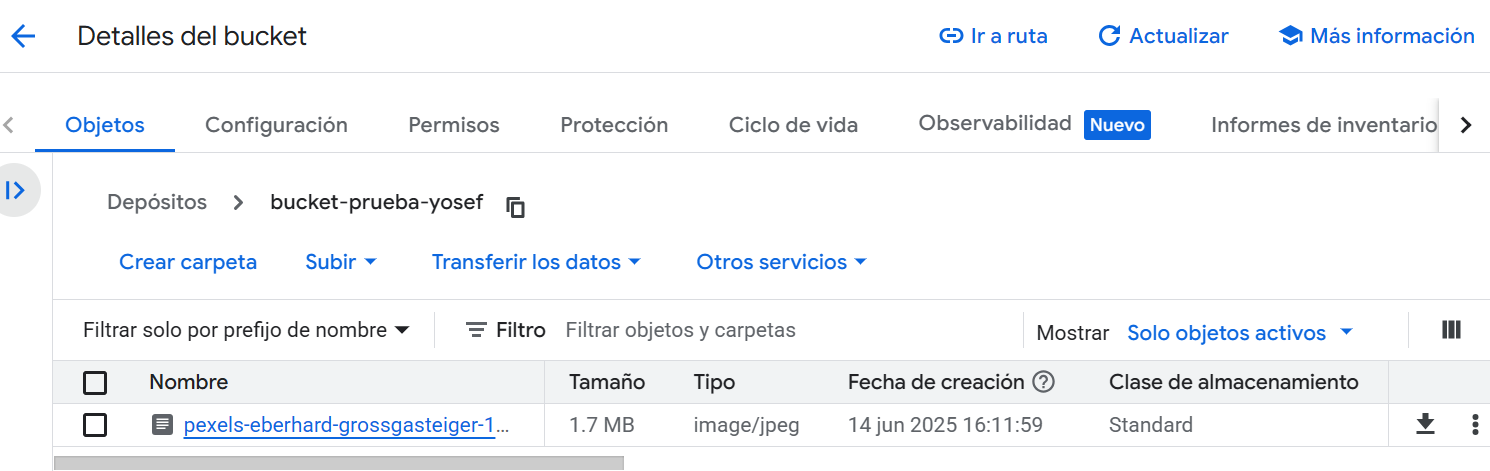 Detalles del bucket
Ir a ruta
Actualizar
Más información
Objetos
Configuración
Permisos
Protección
Ciclo de vida
Observabilidad
Nuevo
Informes de inventario
Depósitos
bucket-prueba-yosef
Crear carpeta
Subir
Transferir los datos
Otros servicios
Filtrar solo por prefijo de nombre
Filtro
Filtrar objetos y carpetas
Mostrar
Solo objetos activos
Nombre
Tamaño
Tipo
Fecha de creación
Clase de almacenamiento
pexels-eberhard-grossgasteiger-1...
1.7 MB
image/jpeg
14 jun 2025 16:11:59
Standard